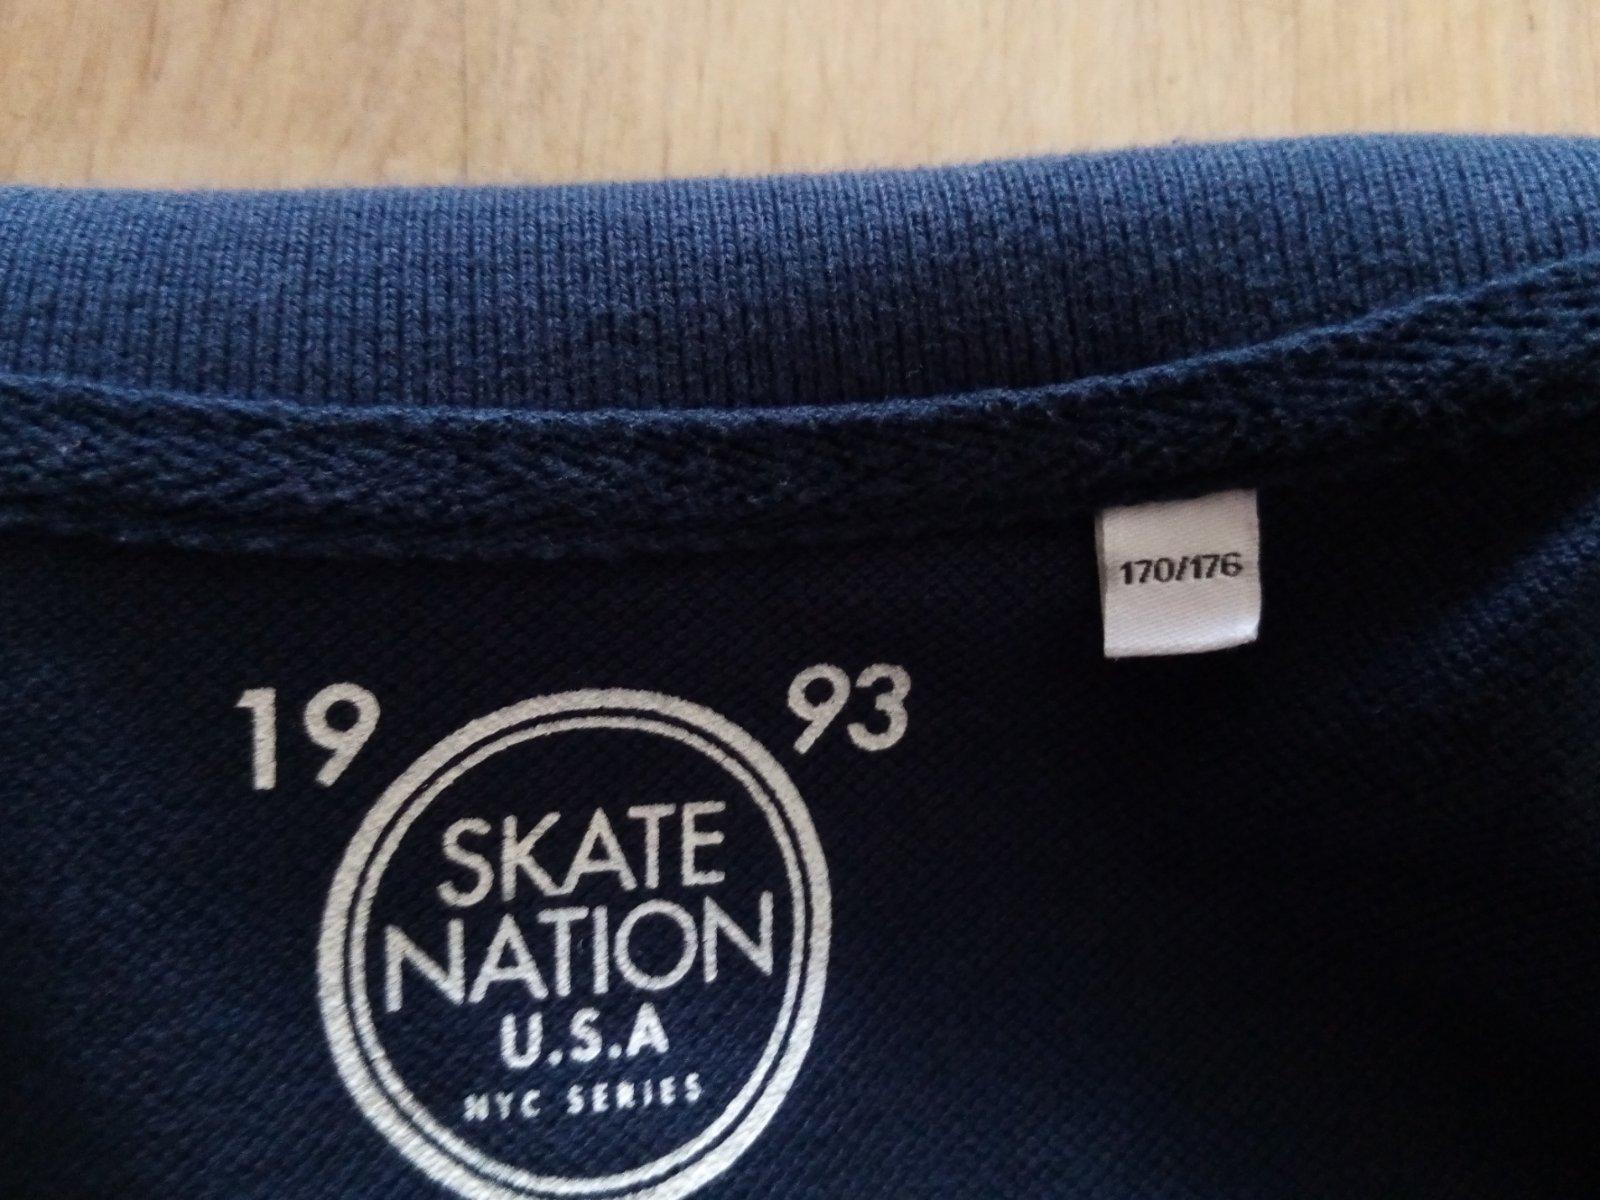 170/176
19 93
SKATE
NATION
U.S.A
NYC SERIES